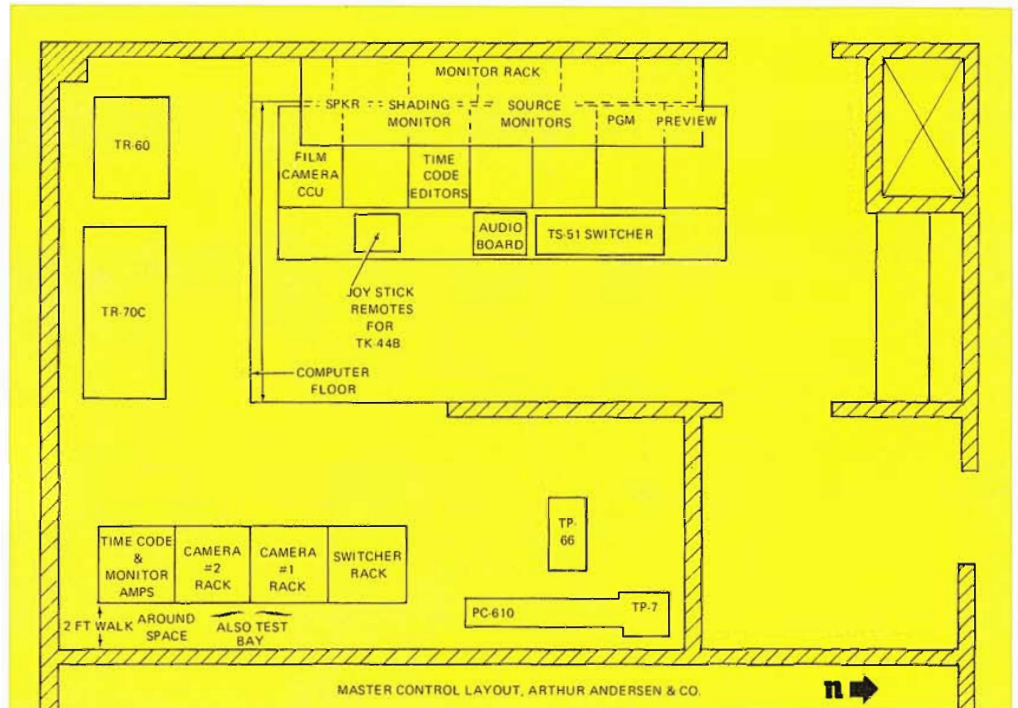 MONITOR RACK
SPKR
SHADING
MONITOR
SOURCE
MONITORS
PGM
PREVIEW
TR-60
FILM
CAMERA
CCU
TIME
CODE
EDITORS
AUDIO
BOARD
TS-51 SWITCHER
TR-70C
JOY STICK
REMOTES
FOR
TK-44B
COMPUTER
FLOOR
TIME CODE
&
MONITOR
AMPS
CAMERA
#2
RACK
CAMERA
#1
RACK
SWITCHER
RACK
TP-
66
PC-610
TP-7
2 FT WALK AROUND
SPACE
ALSO TEST
BAY
MASTER CONTROL LAYOUT, ARTHUR ANDERSEN & CO.
n